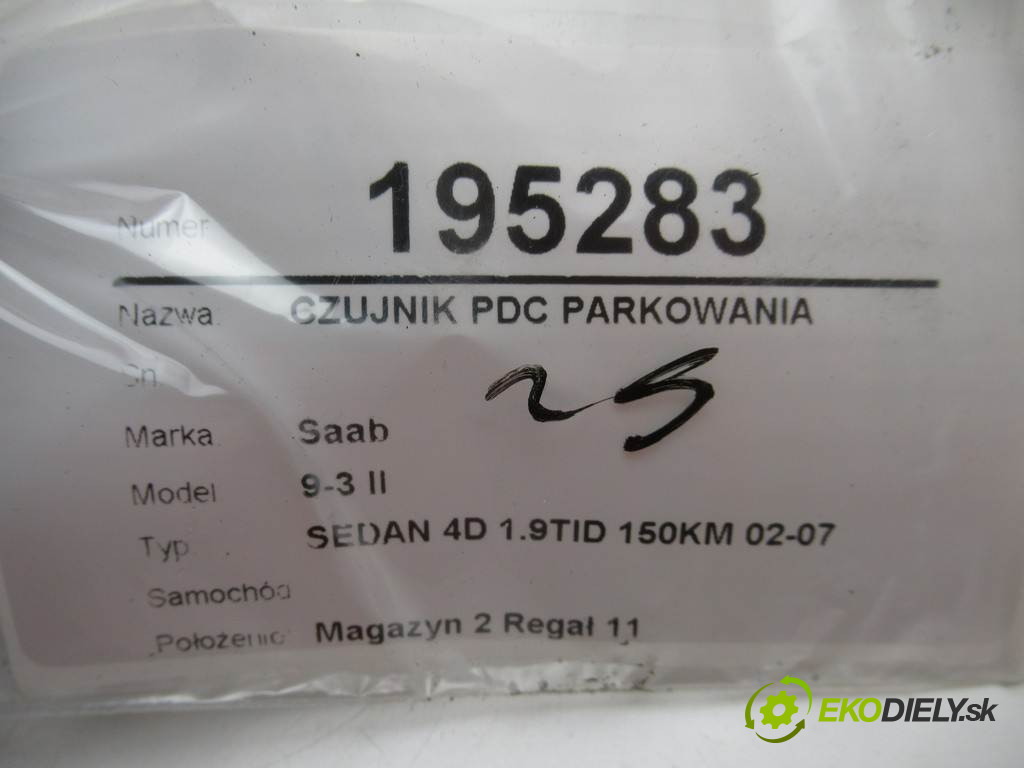 Numer 195283
Nazwa CZUJNIK PDC PARKOWANIA
Sn.
Marka Saab
Model 9-3 II
Typ SEDAN 4D 1.9TID 150KM 02-07
Samochód
Położenie Magazyn 2 Regał 11
EKODIELY.sk